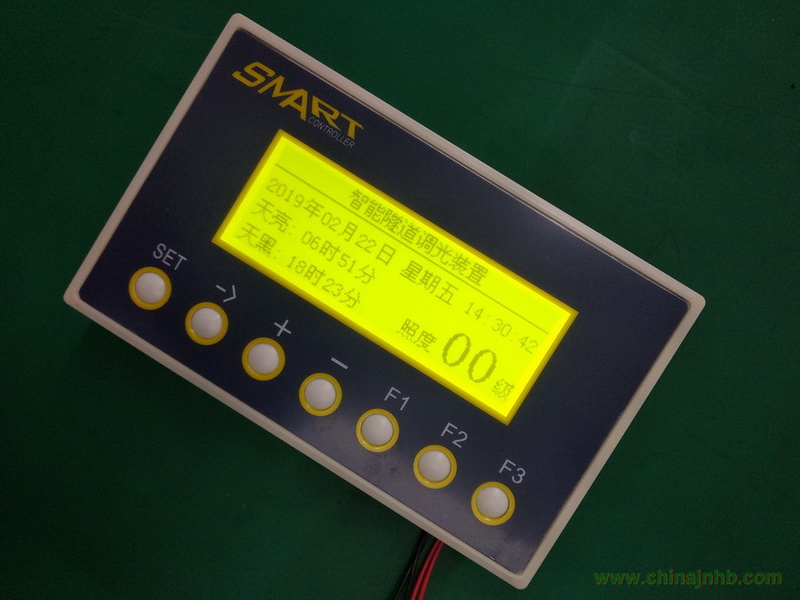 SMART
CONTROLLER
智能隧道调光装置
2019年02月22日 星期五 14:30:42
天亮: 06时51分
天黑: 18时23分
照度 00 级
SET -> + - F1 F2 F3
www.chinajnhb.com